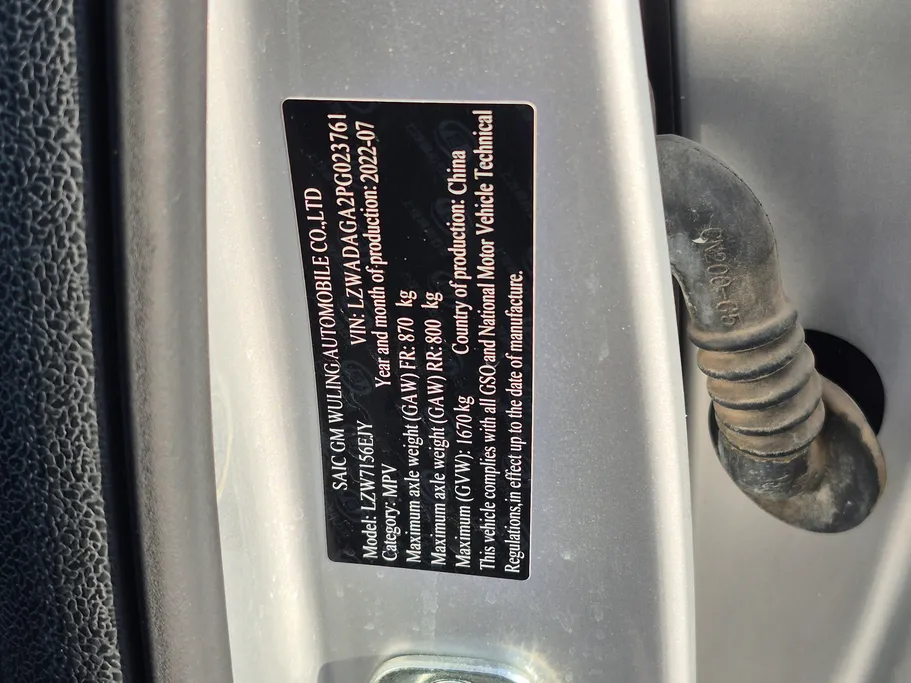 SAIC GM WULING AUTOMOBILE CO.,LTD
Model: LZW7156EJY VIN: LZWADAGA2PG023761
Category: MPV Year and month of production: 2022-07
Maximum axle weight (GAW) FR: 870 kg
Maximum axle weight (GAW) RR: 800 kg
Maximum (GVW): 1670 kg Country of production: China
This vehicle complies with all GSO and National Motor Vehicle Technical
Regulations,in effect up to the date of manufacture.